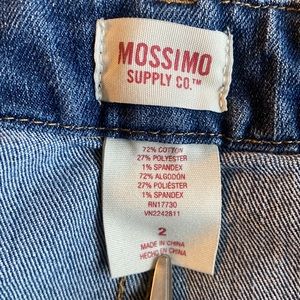 MOSSIMO
SUPPLY CO.™
72% COTTON
27% POLYESTER
1% SPANDEX
72% ALGODÓN
27% POLIÉSTER
1% SPANDEX
RN17730
VN2242811
2
MADE IN CHINA
HECHO EN CHINA